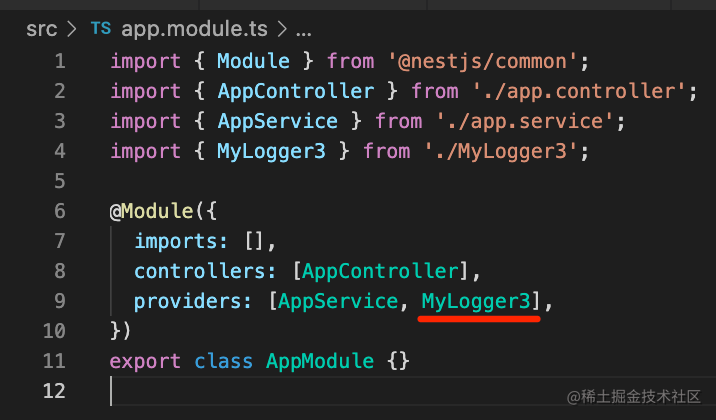 src > TS app.module.ts > ...
1 import { Module } from '@nestjs/common';
2 import { AppController } from './app.controller';
3 import { AppService } from './app.service';
4 import { MyLogger3 } from './MyLogger3';
5
6 @Module({
7   imports: [],
8   controllers: [AppController],
9   providers: [AppService, MyLogger3],
10 })
11 export class AppModule {}
12
@稀土掘金技术社区